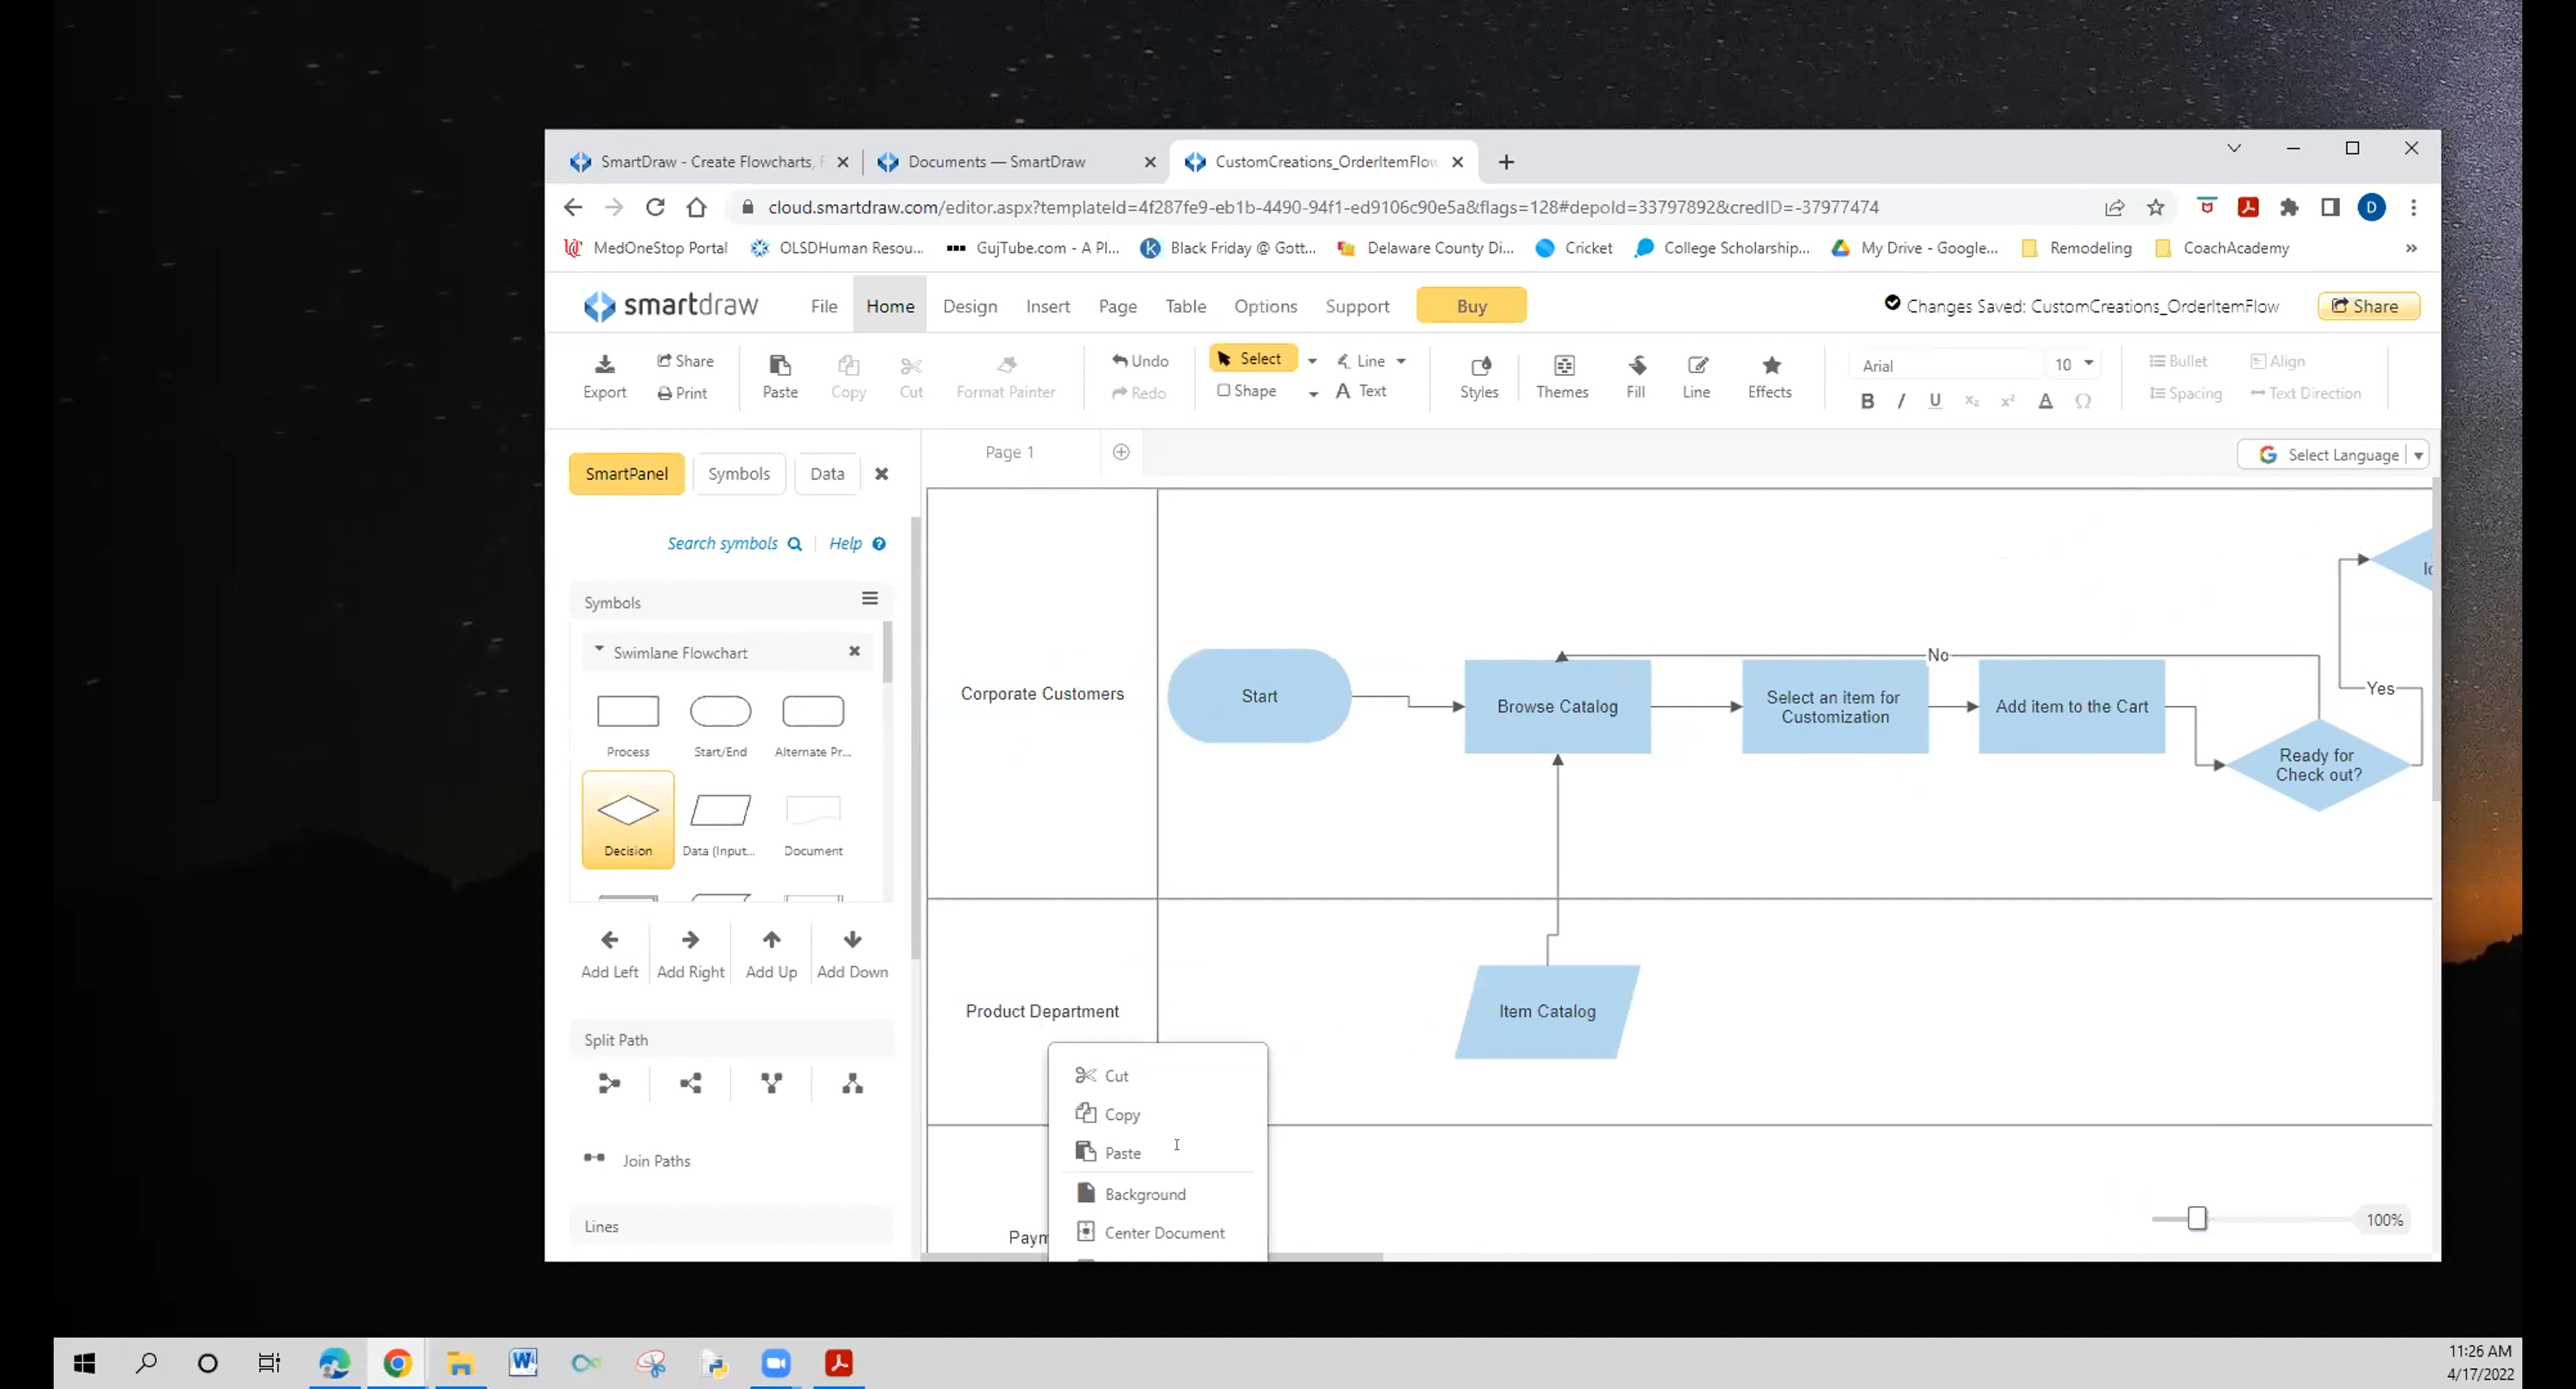 SmartDraw - Create Flowcharts, F
Documents — SmartDraw
CustomCreations_OrderItemFlow
cloud.smartdraw.com/editor.aspx?templateId=4f287fe9-eb1b-4490-94f1-ed9106c90e5a&flags=128#depoId=33797892&credID=-37977474
D
MedOneStop Portal
OLSDHuman Resou...
GujTube.com - A Pl...
Black Friday @ Gott...
Delaware County Di...
Cricket
College Scholarship...
My Drive - Google...
Remodeling
CoachAcademy
»
smartdraw
File
Home
Design
Insert
Page
Table
Options
Support
Buy
Changes Saved: CustomCreations_OrderItemFlow
Share
Export
Share
Print
Paste
Copy
Cut
Format Painter
Undo
Redo
Select
Shape
Line
Text
Styles
Themes
Fill
Line
Effects
Arial
10
B I U x₂ x² A Ω
Bullet
Align
Spacing
Text Direction
SmartPanel
Symbols
Data
Page 1
Select Language
Search symbols
Help
Symbols
Swimlane Flowchart
Process
Start/End
Alternate Pr...
Decision
Data (Input...
Document
Add Left
Add Right
Add Up
Add Down
Split Path
Join Paths
Lines
Corporate Customers
Start
Browse Catalog
Select an item for
Customization
Add item to the Cart
No
Yes
Ready for
Check out?
Product Department
Item Catalog
Cut
Copy
Paste
Background
Center Document
100%
11:26 AM
4/17/2022